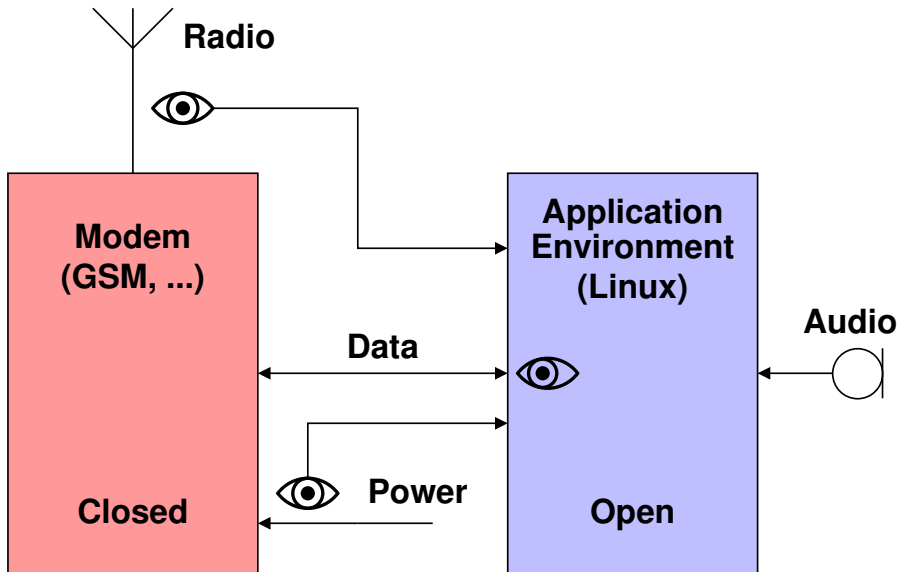 Radio
Modem
(GSM, ...)
Application
Environment
(Linux)
Audio
Data
Power
Closed
Open